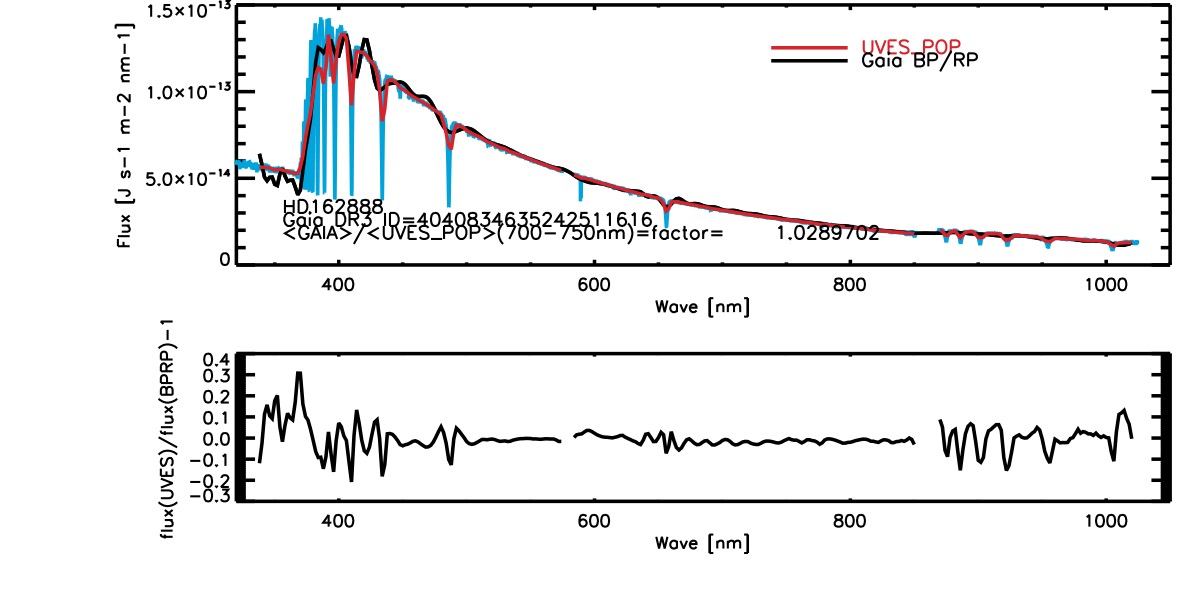 1.5×10−13
1.0×10−13
5.0×10−14
0
Flux [J s−1 m−2 nm−1]
UVES_POP
Gaia BP/RP
HD162888
Gaia DR3 ID=4040834635242511616
<GAIA>/<UVES_POP>(700−750nm)=factor= 1.0289702
400 600 800 1000
Wave [nm]
flux(UVES)/flux(BPRP)−1
0.4
0.3
0.2
0.1
0.0
−0.1
−0.2
−0.3
400 600 800 1000
Wave [nm]